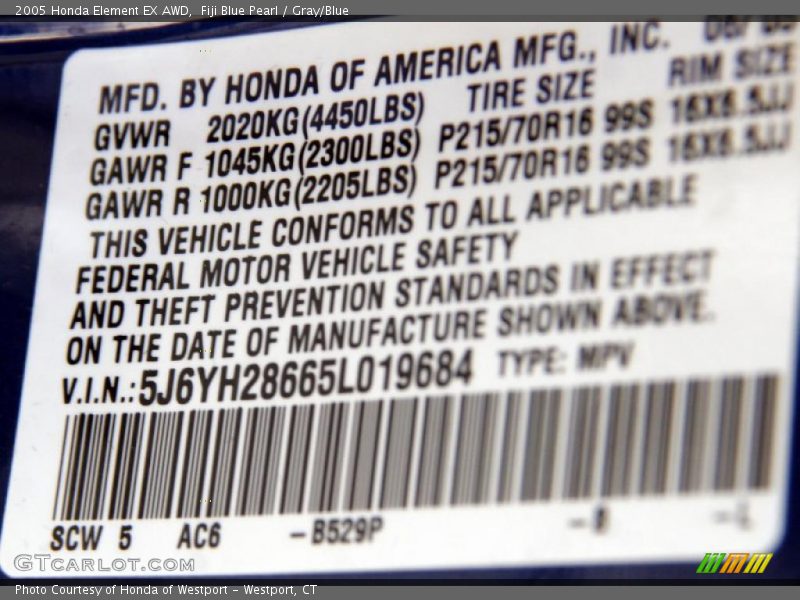 2005 Honda Element EX AWD, Fiji Blue Pearl / Gray/Blue
MFD. BY HONDA OF AMERICA MFG., INC.
GVWR 2020KG(4450LBS) TIRE SIZE RIM SIZE
GAWR F 1045KG(2300LBS) P215/70R16 99S 16X6.5JJ
GAWR R 1000KG(2205LBS) P215/70R16 99S 16X6.5JJ
THIS VEHICLE CONFORMS TO ALL APPLICABLE
FEDERAL MOTOR VEHICLE SAFETY
AND THEFT PREVENTION STANDARDS IN EFFECT
ON THE DATE OF MANUFACTURE SHOWN ABOVE.
V.I.N.: 5J6YH28665L019684 TYPE: MPV
SCW 5 AC6 -B529P
GTcarlot.com
Photo Courtesy of Honda of Westport - Westport, CT